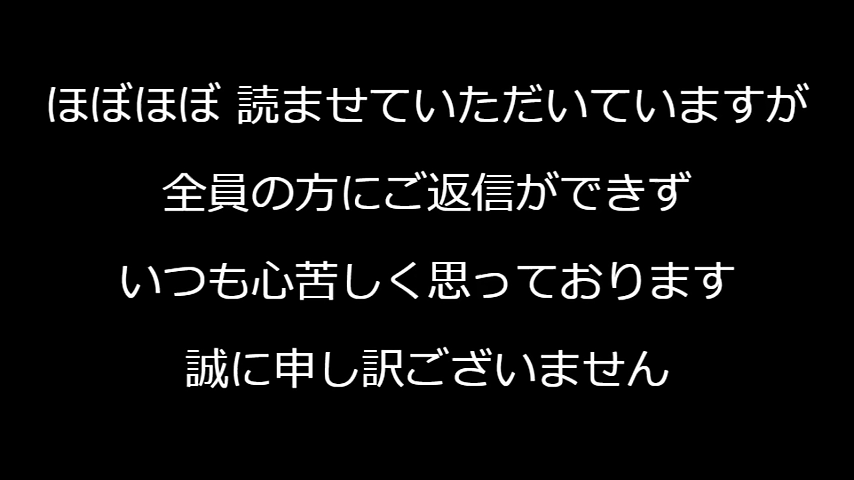 ほぼほぼ 読ませていただいていますが
全員の方にご返信ができず
いつも心苦しく思っております
誠に申し訳ございません